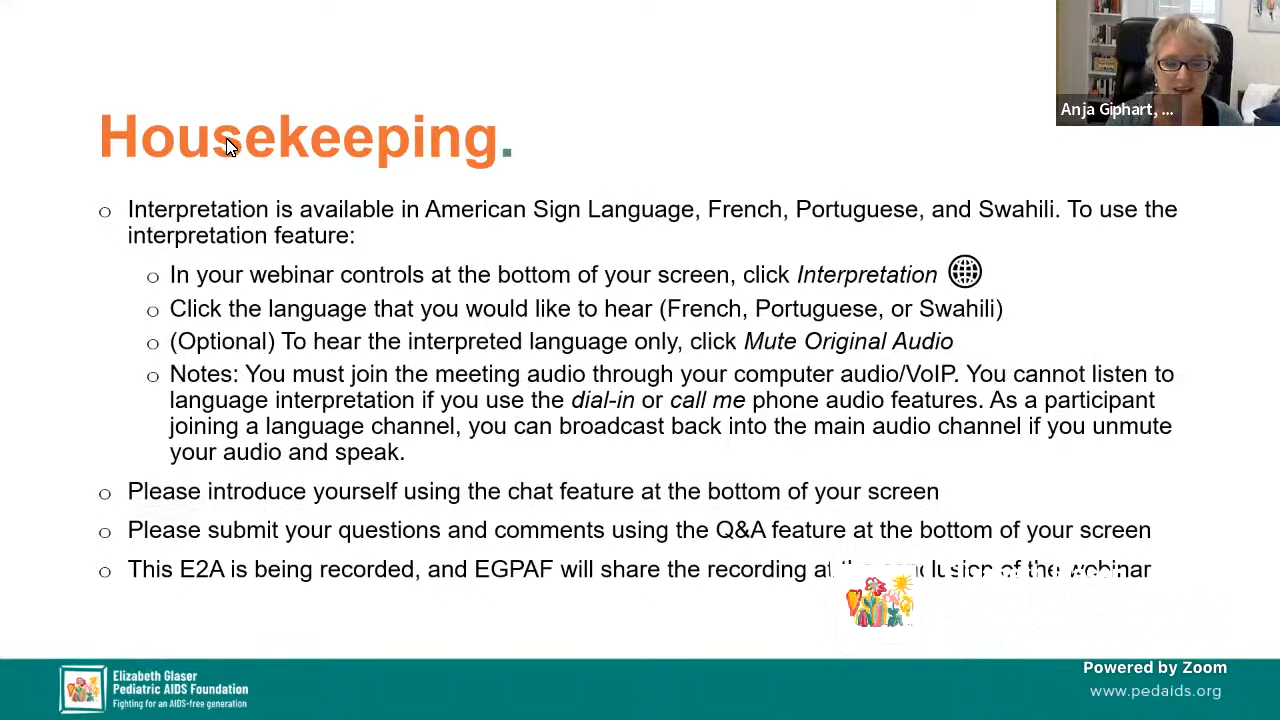 Anja Giphart, ...
Housekeeping.
Interpretation is available in American Sign Language, French, Portuguese, and Swahili. To use the
interpretation feature:
In your webinar controls at the bottom of your screen, click Interpretation
Click the language that you would like to hear (French, Portuguese, or Swahili)
(Optional) To hear the interpreted language only, click Mute Original Audio
Notes: You must join the meeting audio through your computer audio/VoIP. You cannot listen to
language interpretation if you use the dial-in or call me phone audio features. As a participant
joining a language channel, you can broadcast back into the main audio channel if you unmute
your audio and speak.
Please introduce yourself using the chat feature at the bottom of your screen
Please submit your questions and comments using the Q&A feature at the bottom of your screen
This E2A is being recorded, and EGPAF will share the recording at the conclusion of the webinar
Elizabeth Glaser
Pediatric AIDS Foundation
Fighting for an AIDS-free generation
Powered by Zoom
www.pedaids.org